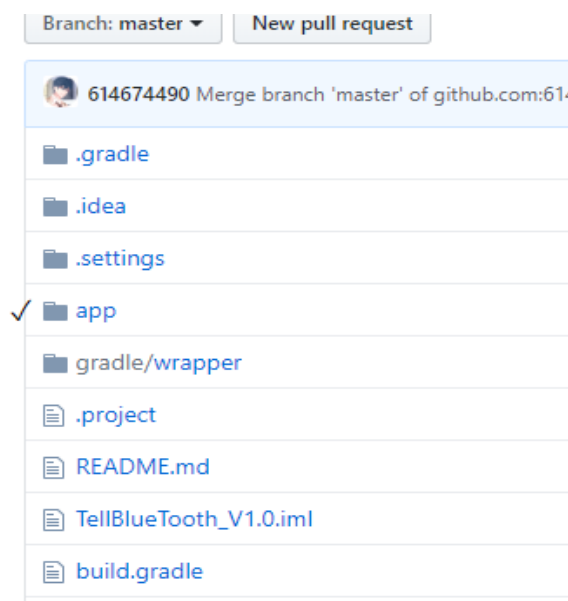 Branch: master New pull request
614674490 Merge branch 'master' of github.com:61
.gradle
.idea
.settings
app
gradle/wrapper
.project
README.md
TellBlueTooth_V1.0.iml
build.gradle